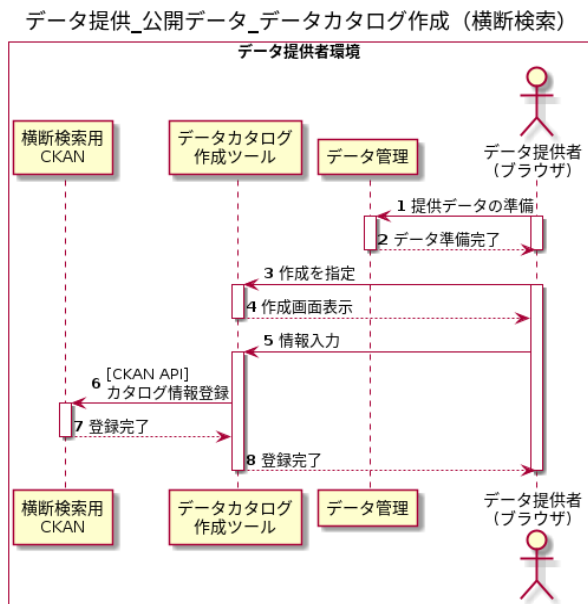 データ提供_公開データ_データカタログ作成（横断検索）
データ提供者環境
横断検索用
CKAN
データカタログ
作成ツール
データ管理
データ提供者
（ブラウザ）
1 提供データの準備
2 データ準備完了
3 作成を指定
4 作成画面表示
5 情報入力
6 [CKAN API]
カタログ情報登録
7 登録完了
8 登録完了
横断検索用
CKAN
データカタログ
作成ツール
データ管理
データ提供者
（ブラウザ）